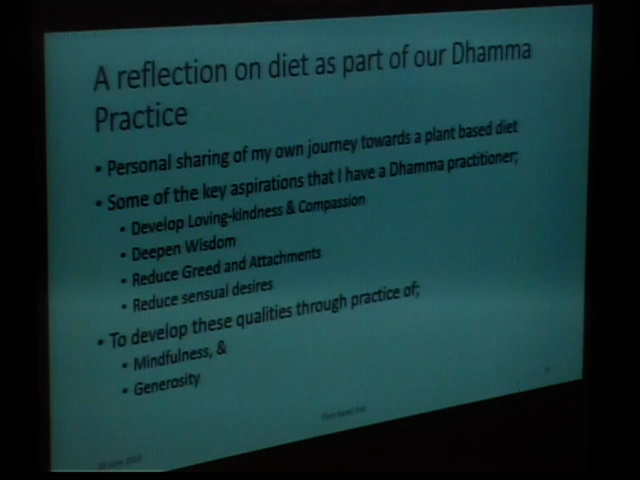 A reflection on diet as part of our Dhamma
Practice
• Personal sharing of my own journey towards a plant based diet
• Some of the key aspirations that I have a Dhamma practitioner;
• Develop Loving-kindness & Compassion
• Deepen Wisdom
• Reduce Greed and Attachments
• Reduce sensual desires
• To develop these qualities through practice of;
• Mindfulness, &
• Generosity